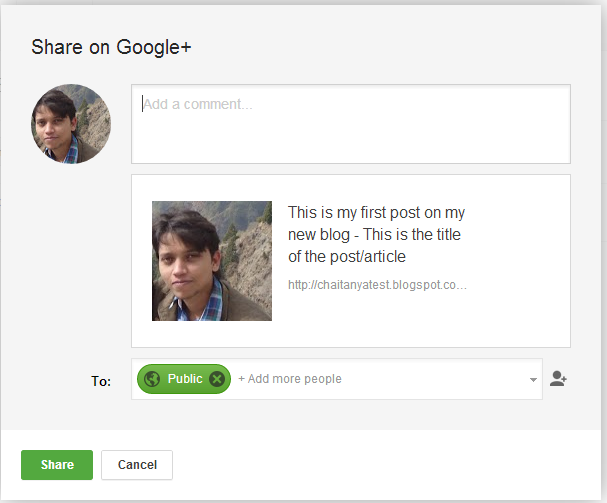 Share on Google+
Add a comment...
This is my first post on my
new blog - This is the title
of the post/article
http://chaitanyatest.blogspot.co...
To: Public + Add more people
Share Cancel